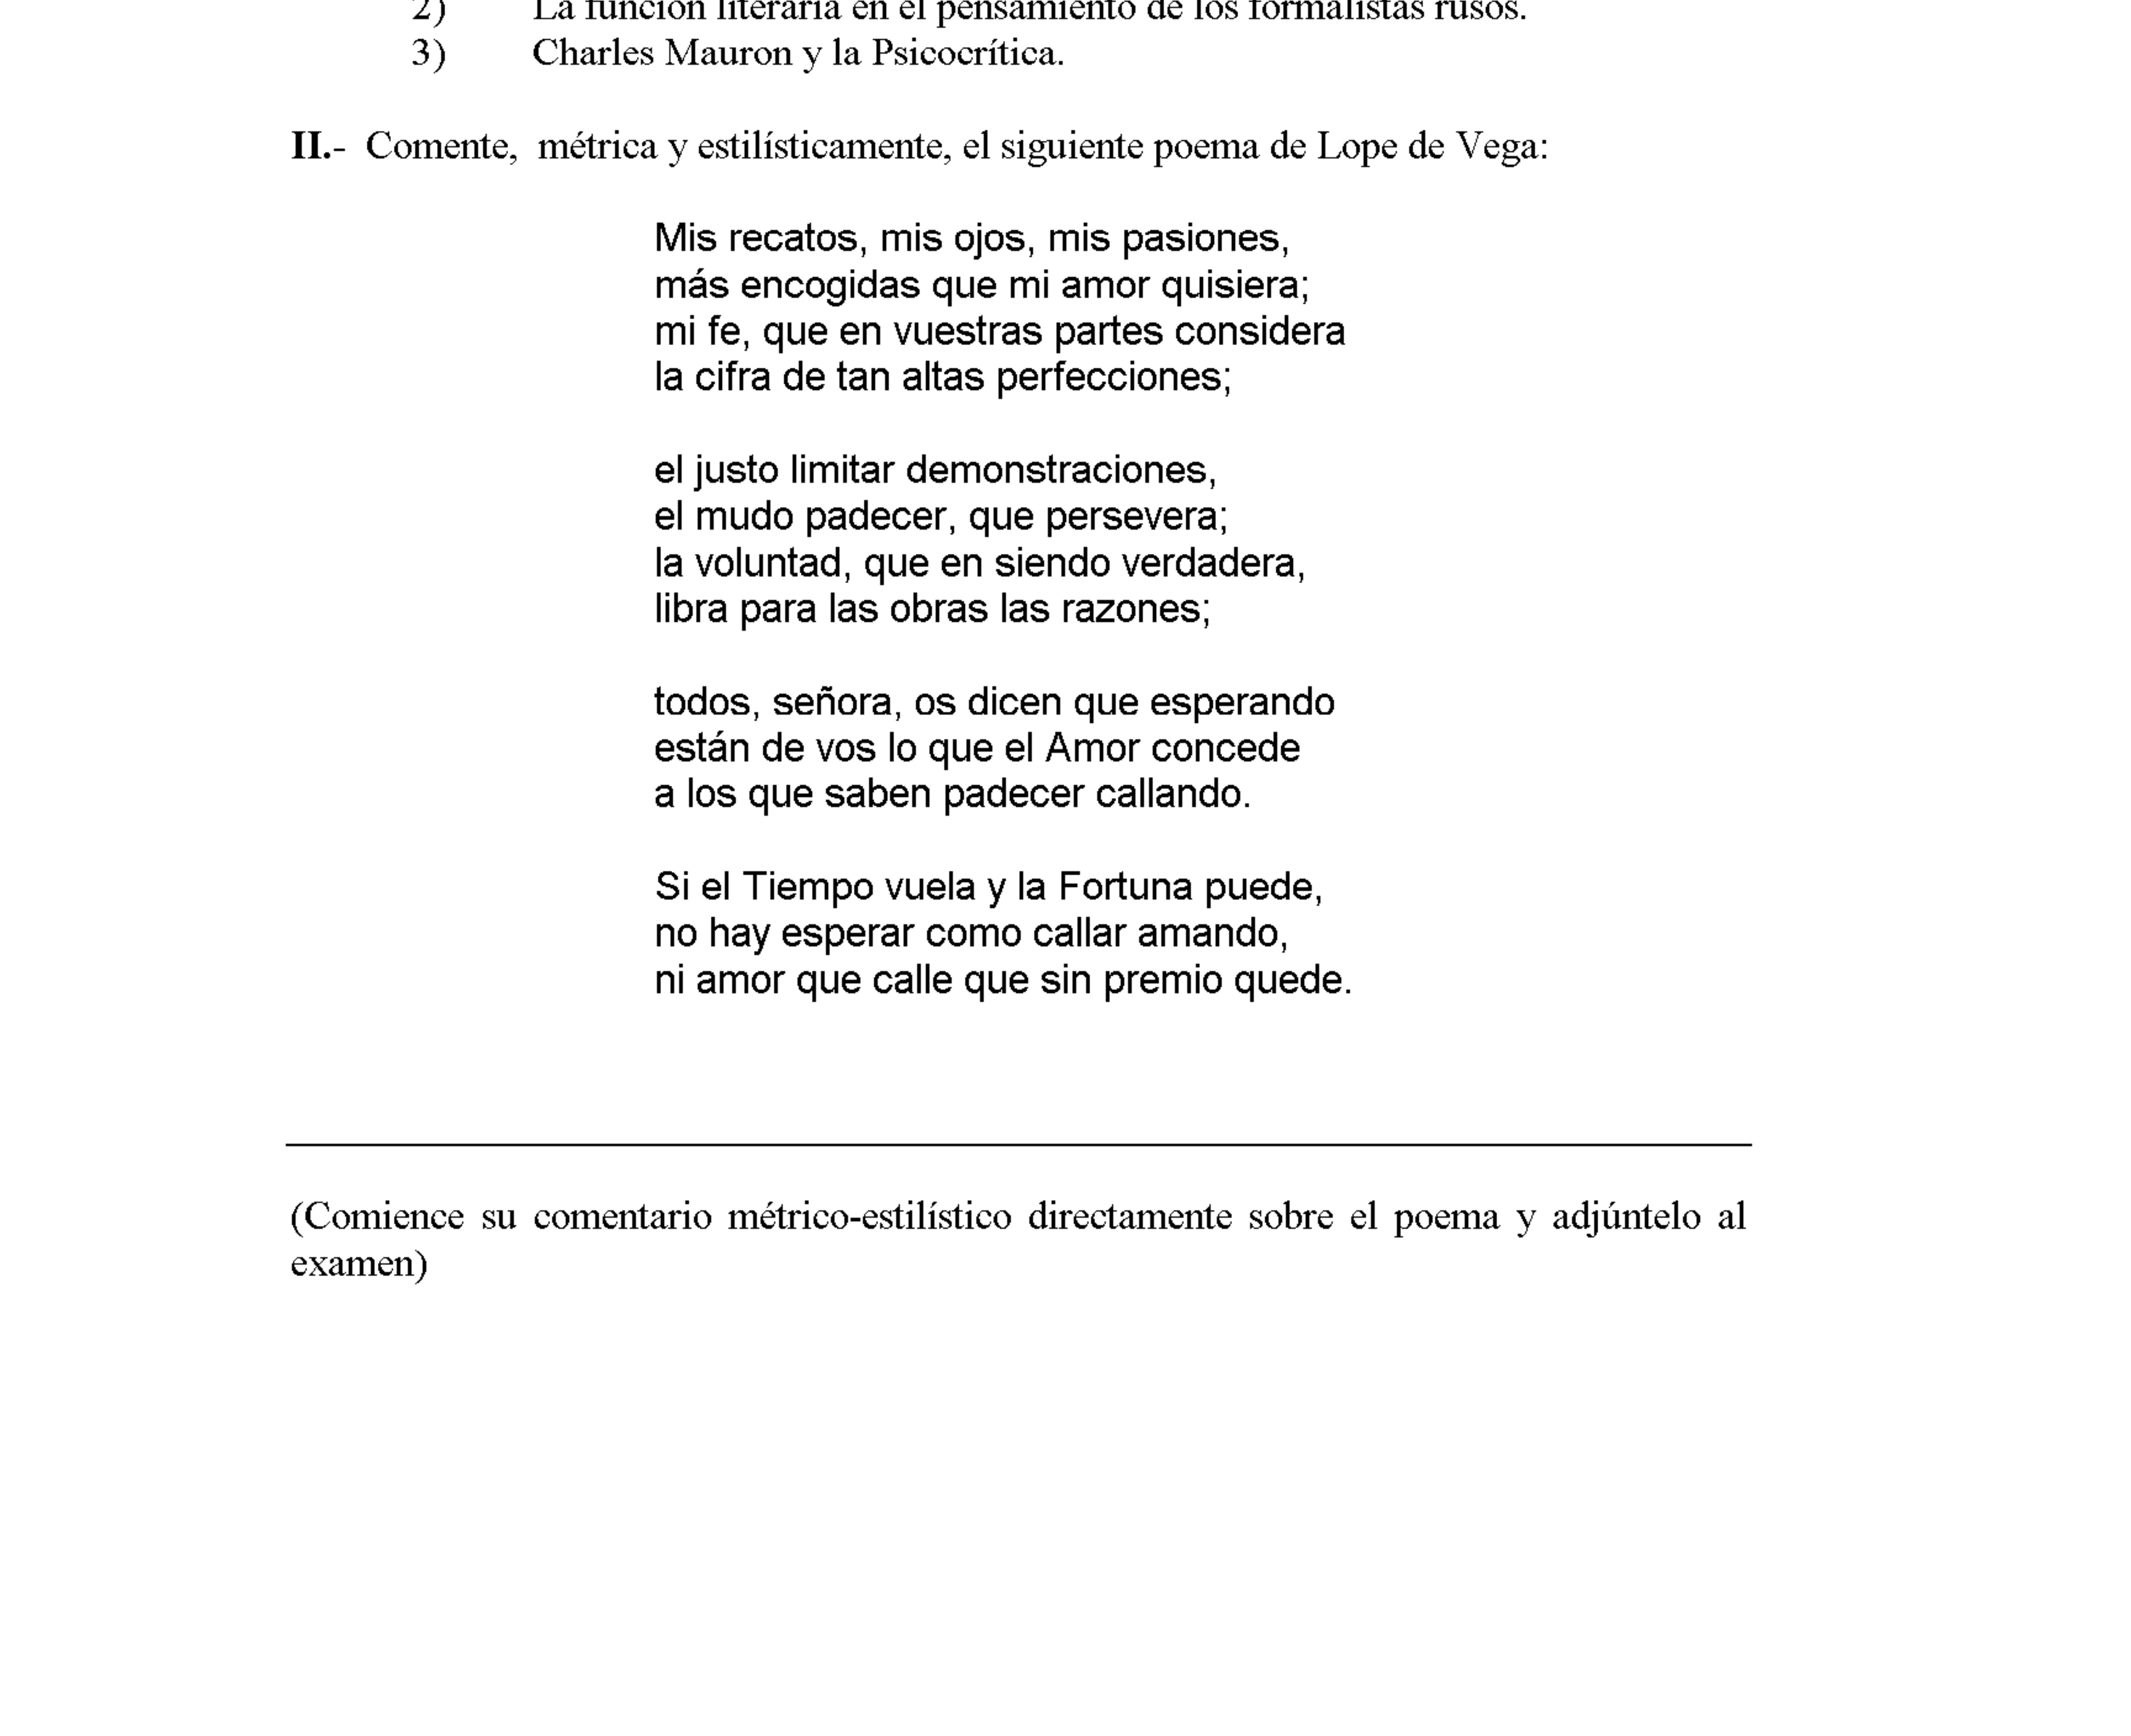 2) La función literaria en el pensamiento de los formalistas rusos.
3) Charles Mauron y la Psicocrítica.
II.- Comente, métrica y estilísticamente, el siguiente poema de Lope de Vega:
Mis recatos, mis ojos, mis pasiones,
más encogidas que mi amor quisiera;
mi fe, que en vuestras partes considera
la cifra de tan altas perfecciones;
el justo limitar demonstraciones,
el mudo padecer, que persevera;
la voluntad, que en siendo verdadera,
libra para las obras las razones;
todos, señora, os dicen que esperando
están de vos lo que el Amor concede
a los que saben padecer callando.
Si el Tiempo vuela y la Fortuna puede,
no hay esperar como callar amando,
ni amor que calle que sin premio quede.
(Comience su comentario métrico-estilístico directamente sobre el poema y adjúntelo al
examen)